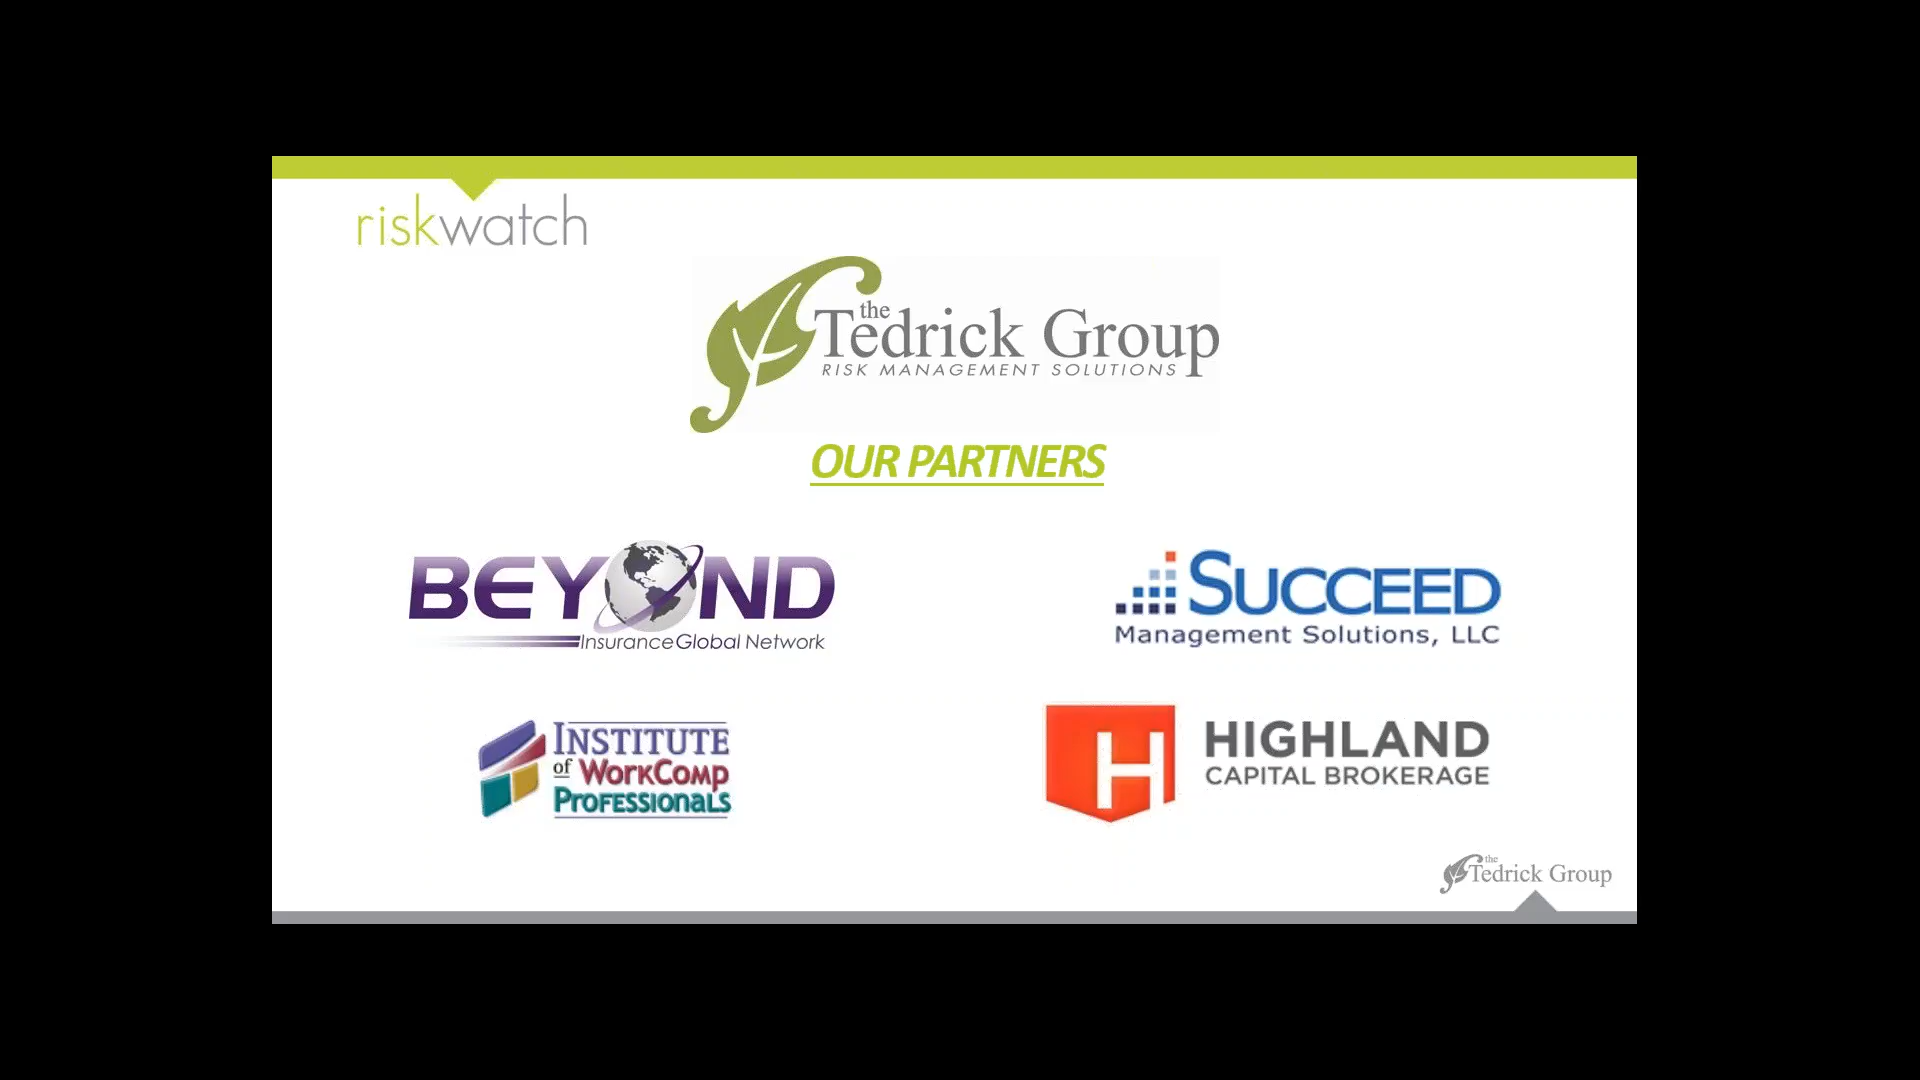 riskwatch
the
Tedrick Group
RISK MANAGEMENT SOLUTIONS
OUR PARTNERS
BEYOND
Insurance Global Network
SUCCEED
Management Solutions, LLC
INSTITUTE
of WORKCOMP
PROFESSIONALS
HIGHLAND
CAPITAL BROKERAGE
the
Tedrick Group